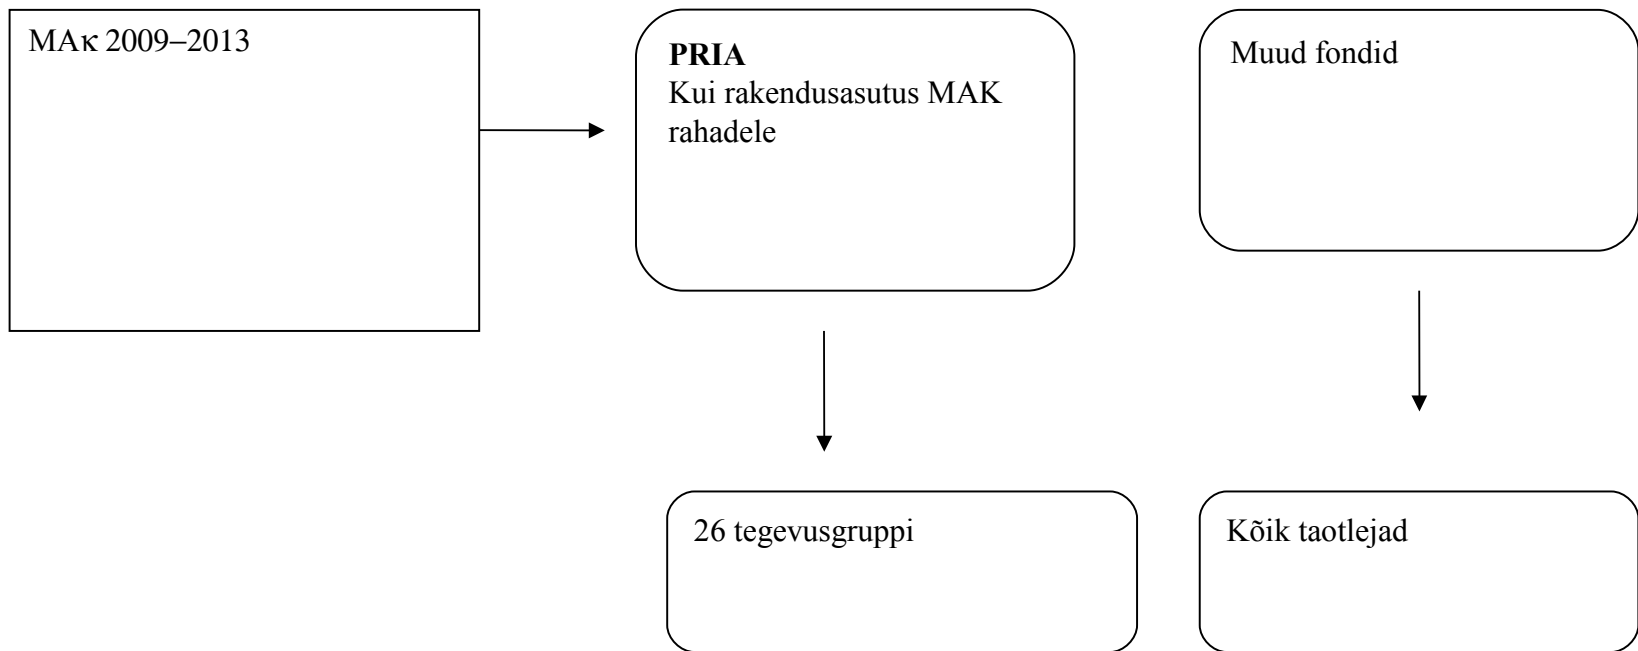 MAк 2009–2013
PRIA
Kui rakendusasutus MAK
rahadele
Muud fondid
26 tegevusgruppi
Kõik taotlejad